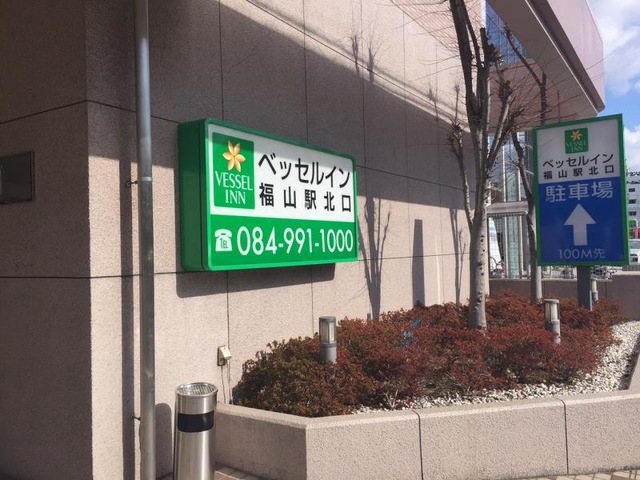 VESSEL
INN
ベッセルイン
福山駅北口
TEL 084-991-1000
VESSEL
INN
ベッセルイン
福山駅北口
駐車場
100M先